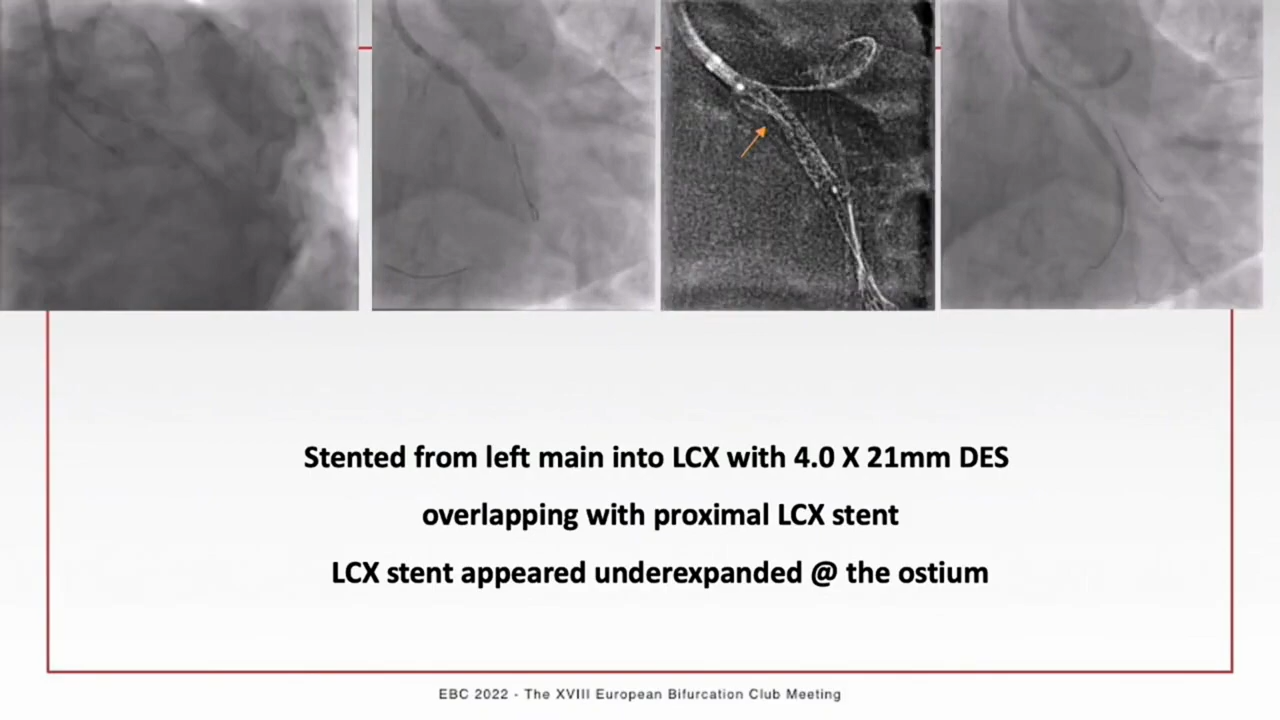 Stented from left main into LCX with 4.0 X 21mm DES
overlapping with proximal LCX stent
LCX stent appeared underexpanded @ the ostium
EBC 2022 - The XVIII European Bifurcation Club Meeting